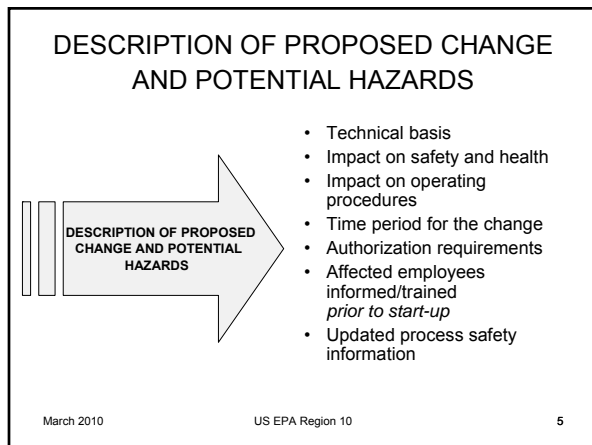 DESCRIPTION OF PROPOSED CHANGE
AND POTENTIAL HAZARDS
DESCRIPTION OF PROPOSED
CHANGE AND POTENTIAL
HAZARDS
• Technical basis
• Impact on safety and health
• Impact on operating
procedures
• Time period for the change
• Authorization requirements
• Affected employees
informed/trained
prior to start-up
• Updated process safety
information
March 2010
US EPA Region 10
5